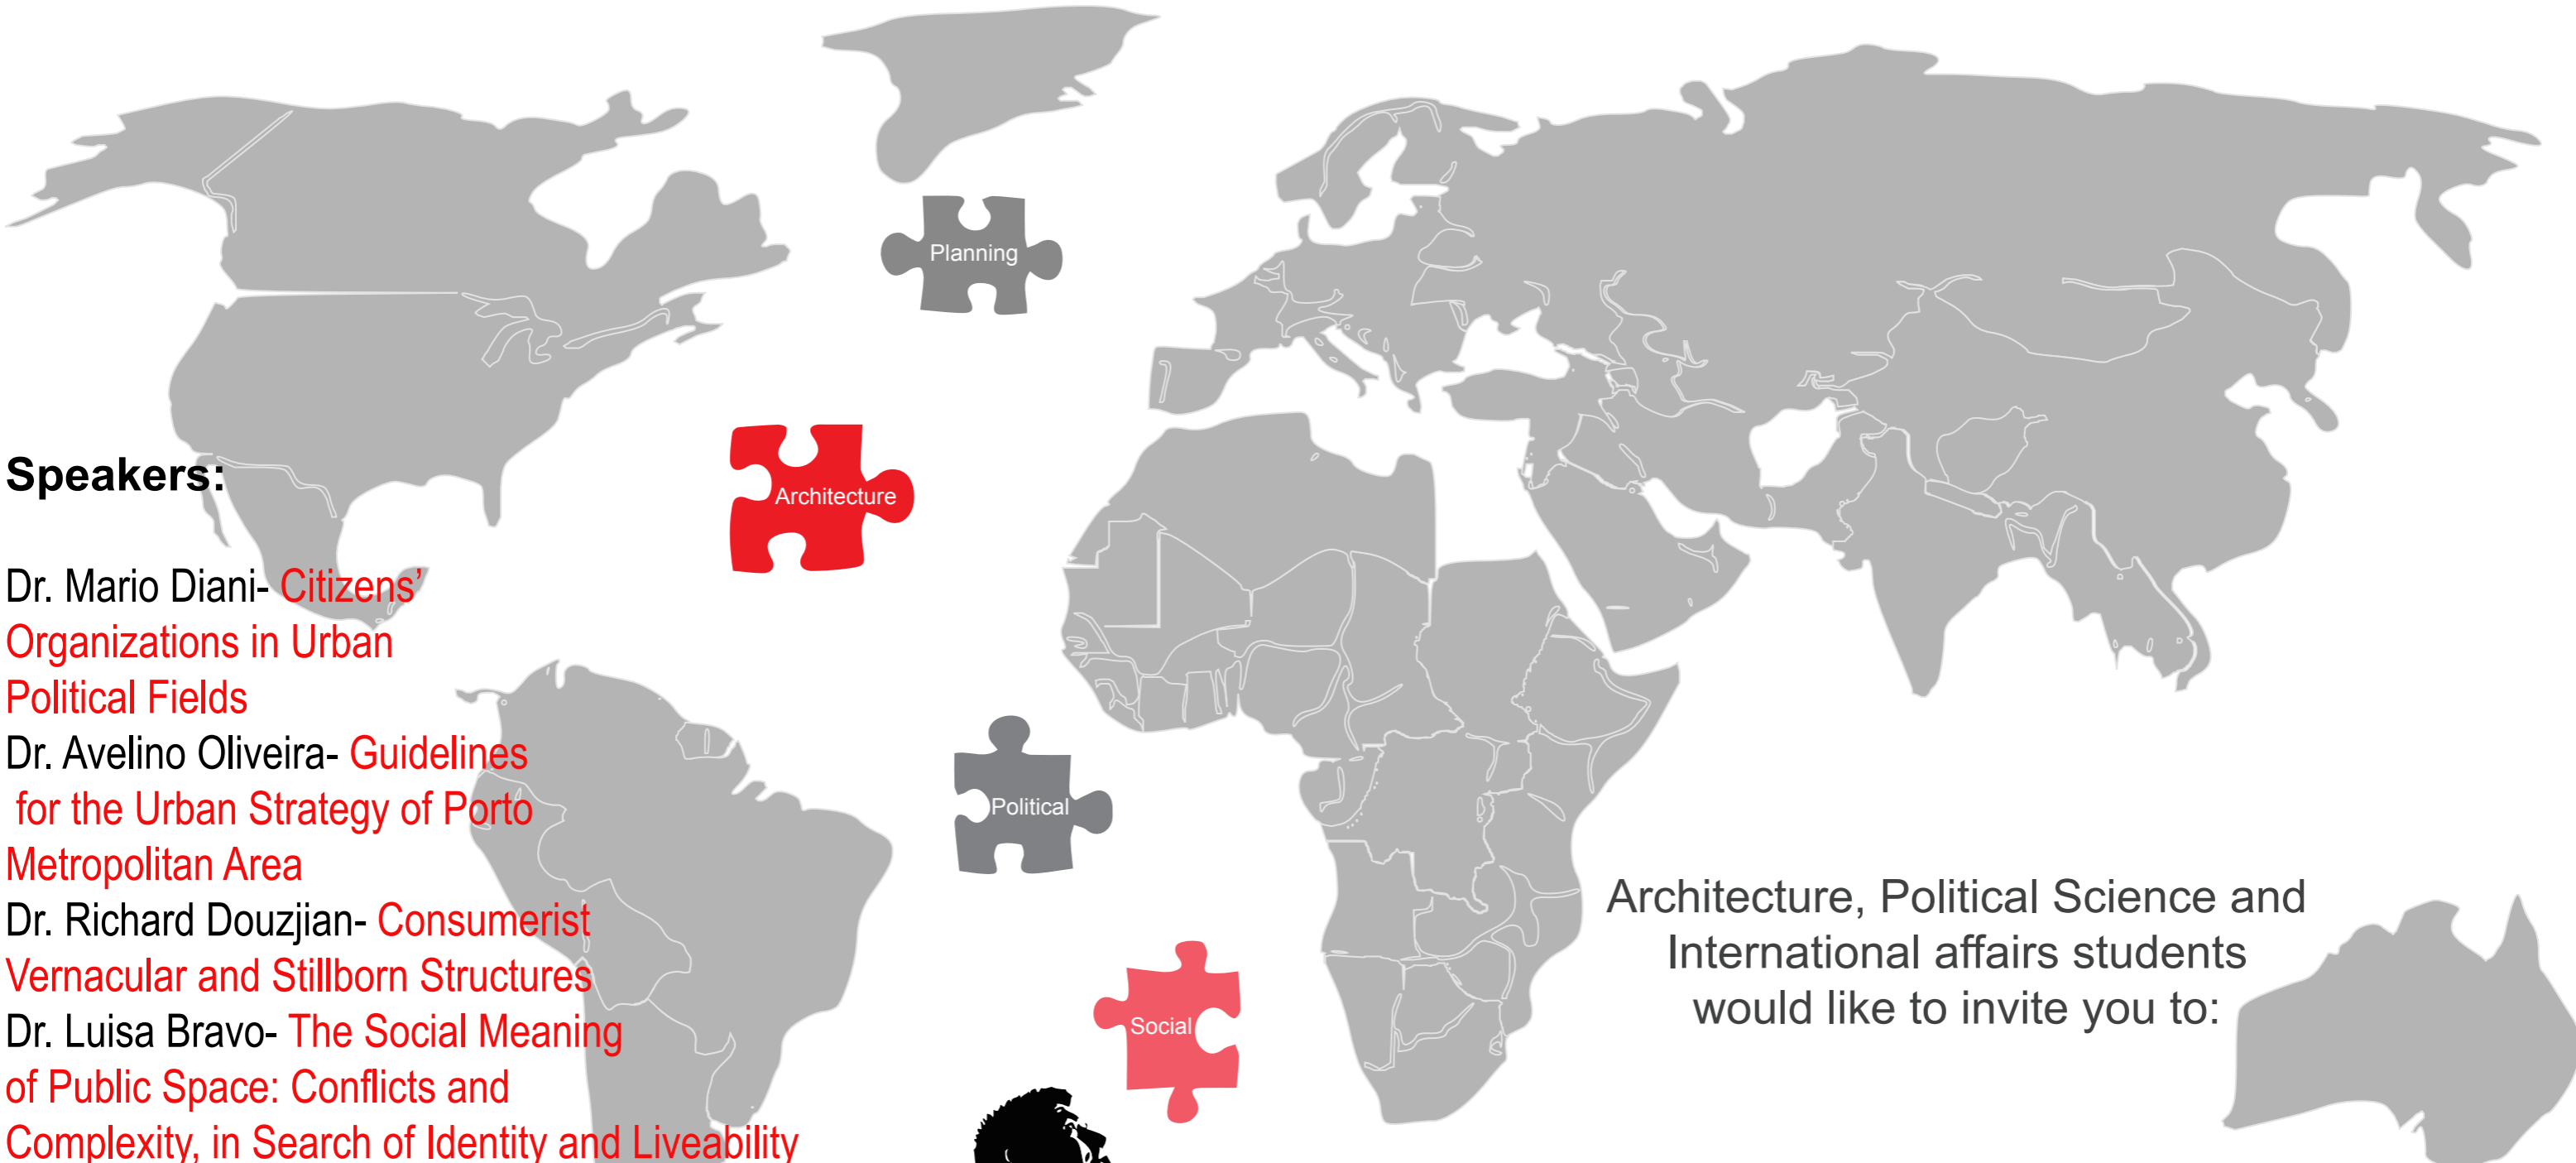 Planning
Architecture
Speakers:
Dr. Mario Diani- Citizens'
Organizations in Urban
Political Fields
Dr. Avelino Oliveira- Guidelines
for the Urban Strategy of Porto
Metropolitan Area
Dr. Richard Douzjian- Consumerist
Vernacular and Stillborn Structures
Dr. Luisa Bravo- The Social Meaning
of Public Space: Conflicts and
Complexity, in Search of Identity and Liveability
Political
Social
Architecture, Political Science and
International affairs students
would like to invite you to: